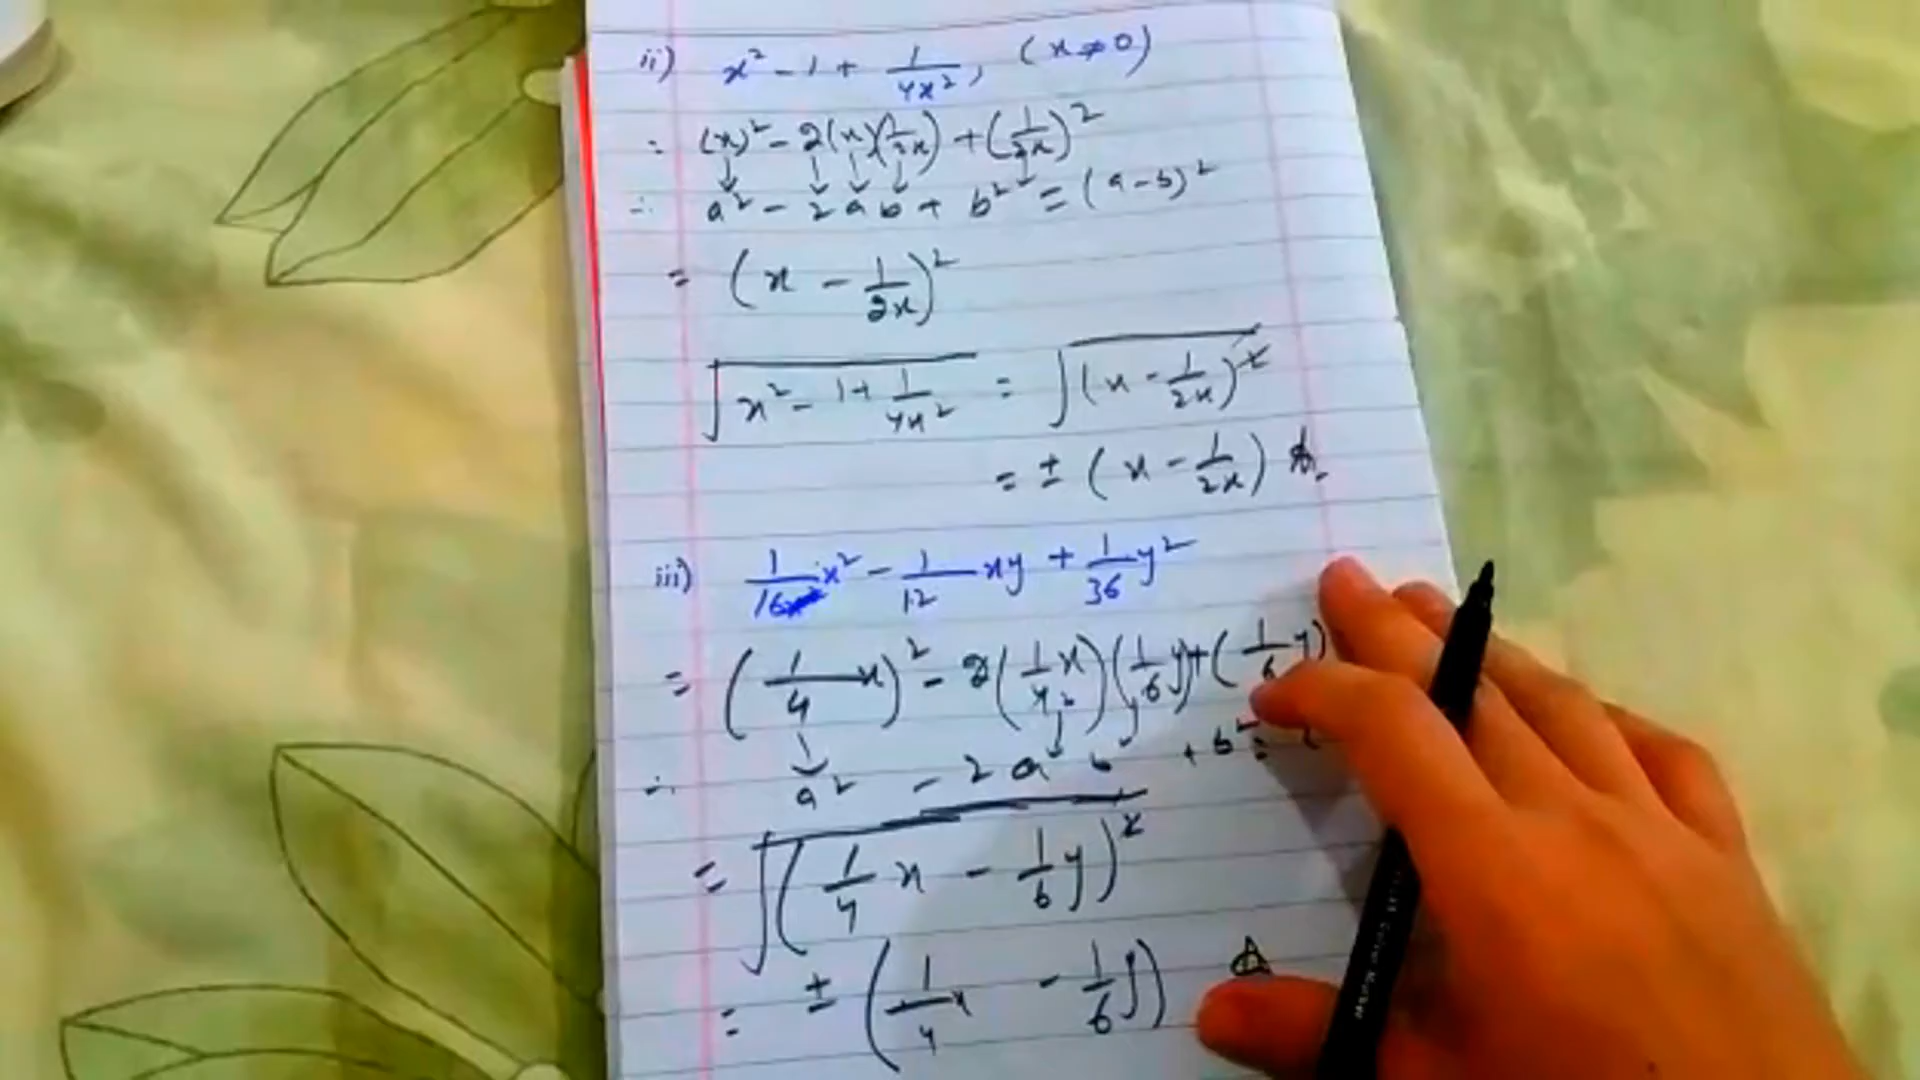 ii) x² - 1 + 1/4x², (x ≠ 0)
= (x)² - 2(x)(1/2x) + (1/2x)²
∴ a² - 2ab + b² = (a-b)²
= (x - 1/2x)²
√(x² - 1 + 1/4x²) = √(x - 1/2x)²
= ± (x - 1/2x)
iii) 1/16 x² - 1/12 xy + 1/36 y²
= (1/4 x)² - 2(1/4 x)(1/6 y) + (1/6 y)
∴ a² - 2ab + b² =
= √(1/4 x - 1/6 y)²
= ± (1/4 x - 1/6 y)